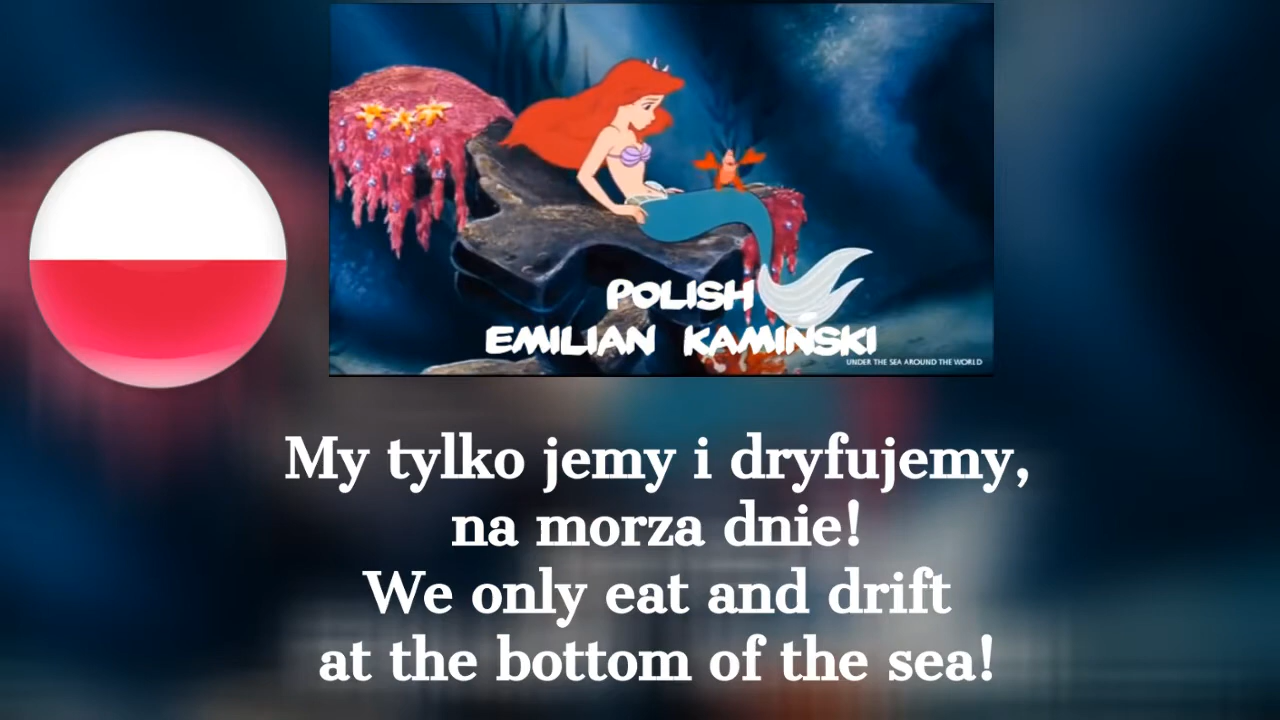 POLISH
EMILIAN KAMIŃSKI
UNDER THE SEA AROUND THE WORLD
My tylko jemy i dryfujemy,
na morza dnie!
We only eat and drift
at the bottom of the sea!